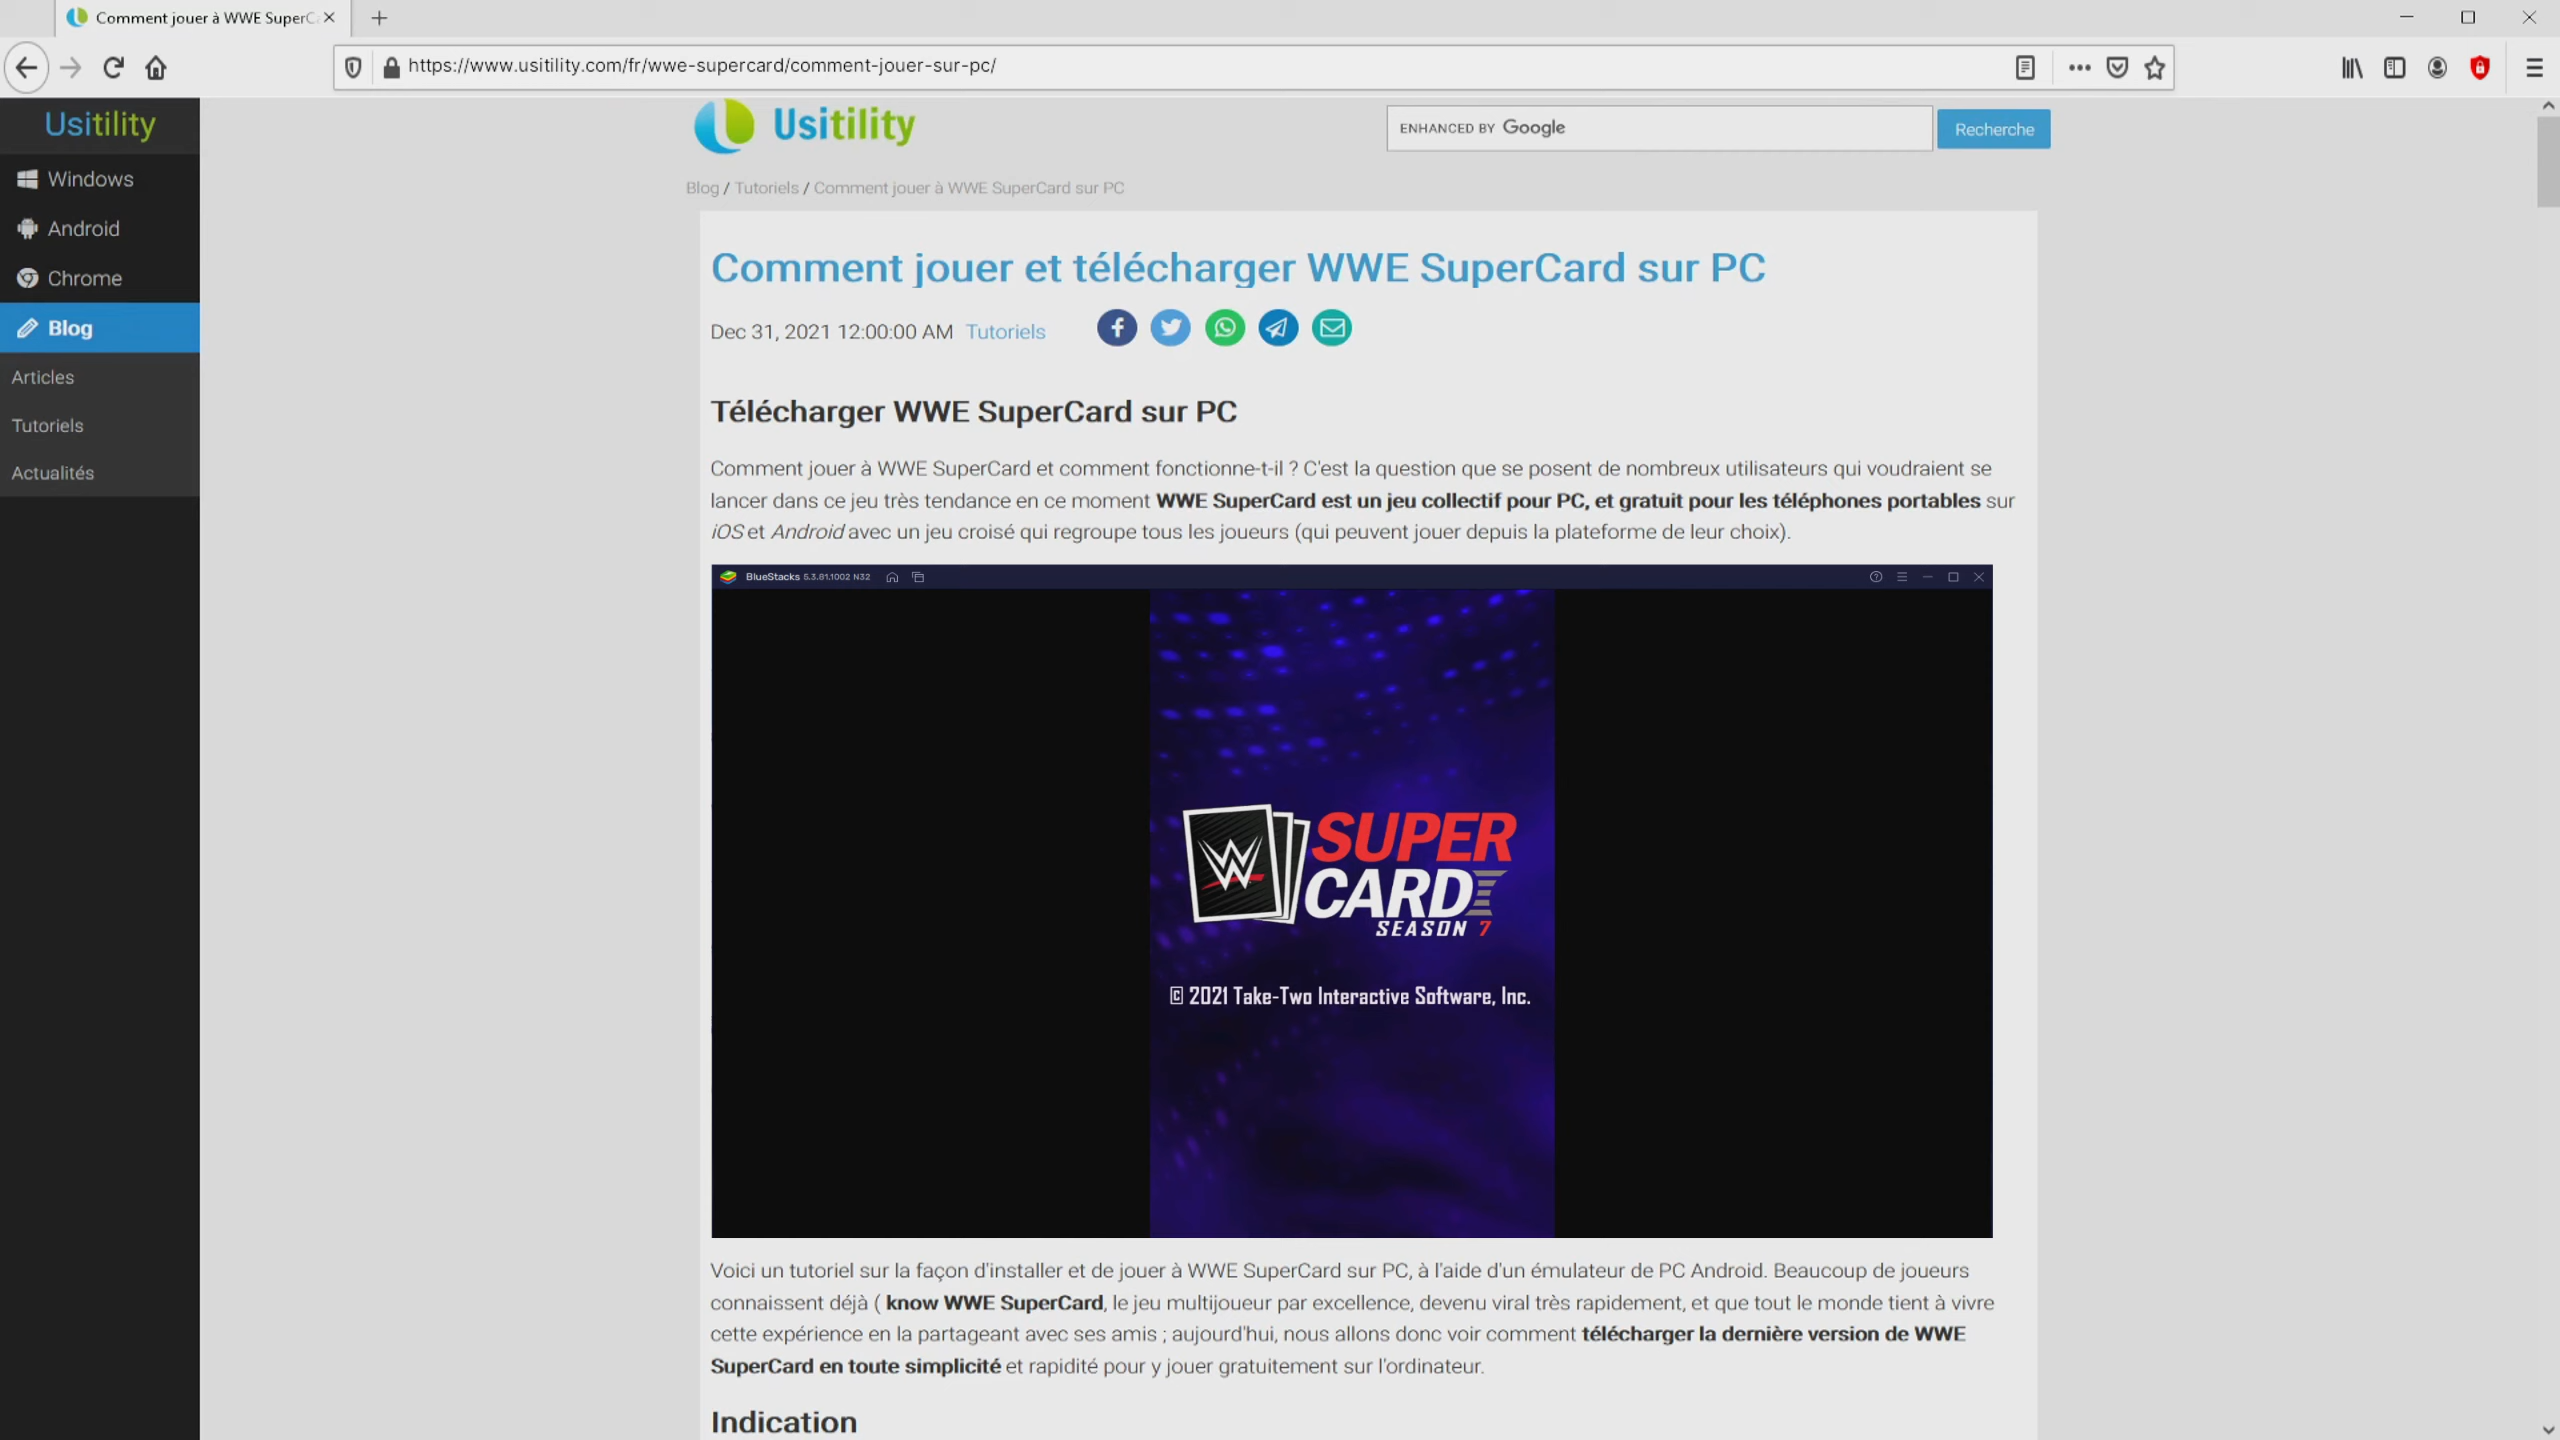 Comment jouer à WWE SuperC
https://www.usitility.com/fr/wwe-supercard/comment-jouer-sur-pc/
Usitility
Windows
Android
Chrome
Blog
Articles
Tutoriels
Actualités
Usitility
ENHANCED BY Google
Recherche
Blog / Tutoriels / Comment jouer à WWE SuperCard sur PC
Comment jouer et télécharger WWE SuperCard sur PC
Dec 31, 2021 12:00:00 AM Tutoriels
Télécharger WWE SuperCard sur PC
Comment jouer à WWE SuperCard et comment fonctionne-t-il ? C'est la question que se posent de nombreux utilisateurs qui voudraient se
lancer dans ce jeu très tendance en ce moment WWE SuperCard est un jeu collectif pour PC, et gratuit pour les téléphones portables sur
iOS et Android avec un jeu croisé qui regroupe tous les joueurs (qui peuvent jouer depuis la plateforme de leur choix).
BlueStacks 5.3.81.1002 N32
W
SUPER
CARD
SEASON 7
© 2021 Take-Two Interactive Software, Inc.
Voici un tutoriel sur la façon d'installer et de jouer à WWE SuperCard sur PC, à l'aide d'un émulateur de PC Android. Beaucoup de joueurs
connaissent déjà ( know WWE SuperCard, le jeu multijoueur par excellence, devenu viral très rapidement, et que tout le monde tient à vivre
cette expérience en la partageant avec ses amis ; aujourd'hui, nous allons donc voir comment télécharger la dernière version de WWE
SuperCard en toute simplicité et rapidité pour y jouer gratuitement sur l'ordinateur.
Indication